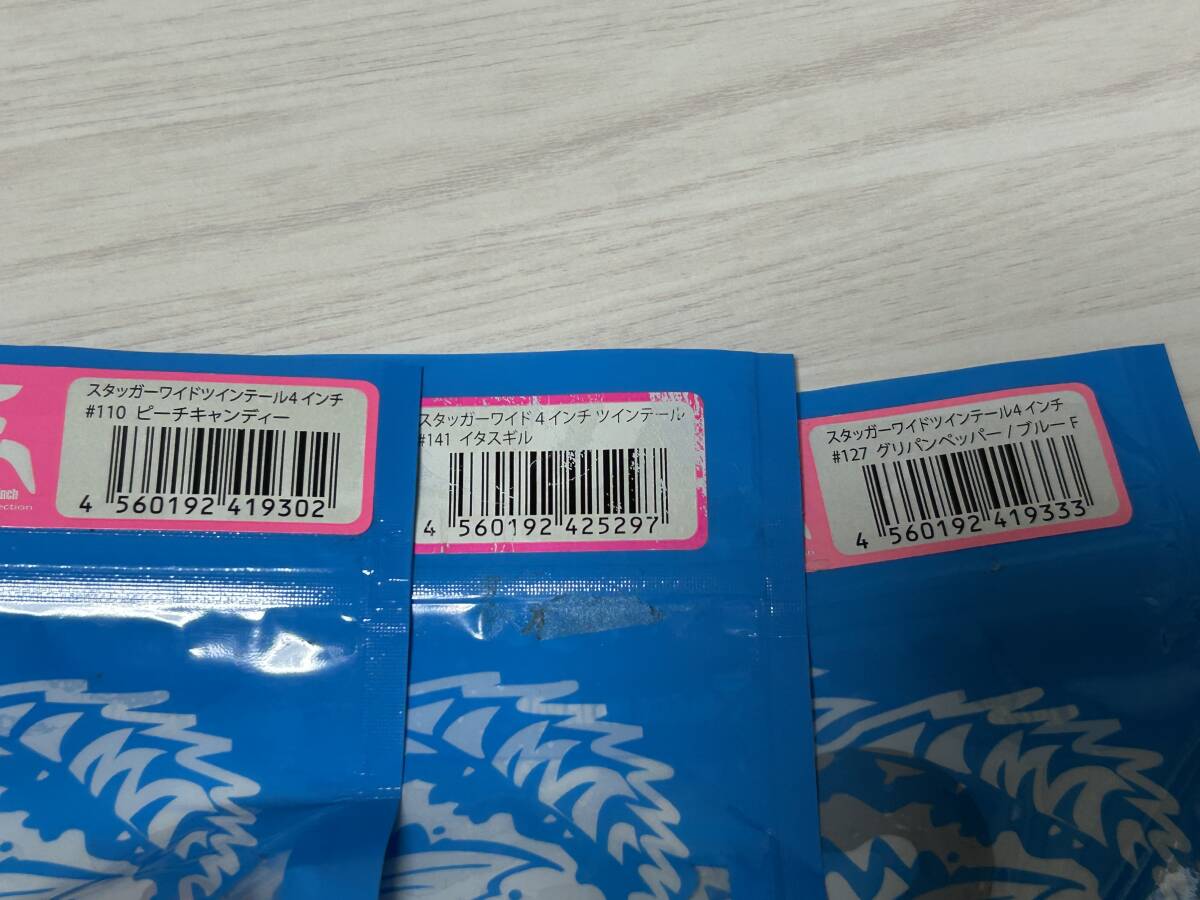 スタッガーワイドツインテール4 インチ
#110 ピーチキャンディー
4 560192 419302
inch
ection
スタッガーワイド 4 インチ ツインテール
#141 イタスギル
4 560192 425297
スタッガーワイドツインテール4 インチ
#127 グリパンペッパー / ブルー F
4 560192 419333